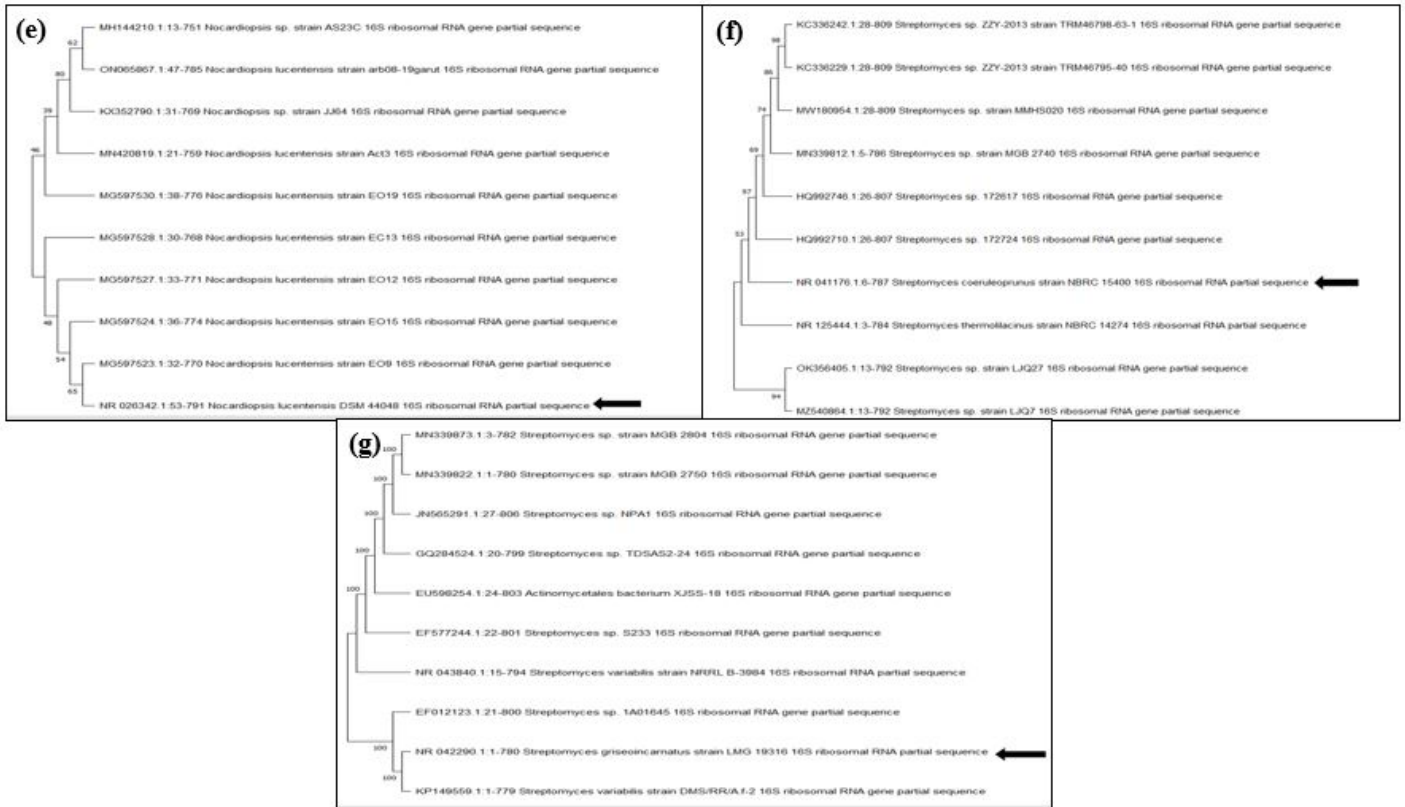 (e)
MH144210.1:13-751 Nocardiopsis sp. strain AS23C 16S ribosomal RNA gene partial sequence
62
ON065867.1:47-785 Nocardiopsis lucentensis strain arb08-19garut 16S ribosomal RNA gene partial sequence
80
KX352790.1:31-769 Nocardiopsis sp. strain JJ64 16S ribosomal RNA gene partial sequence
39
MN420819.1:21-759 Nocardiopsis lucentensis strain Act3 16S ribosomal RNA gene partial sequence
46
MG597530.1:38-776 Nocardiopsis lucentensis strain EO19 16S ribosomal RNA gene partial sequence
MG597528.1:30-768 Nocardiopsis lucentensis strain EC13 16S ribosomal RNA gene partial sequence
MG597527.1:33-771 Nocardiopsis lucentensis strain EO12 16S ribosomal RNA gene partial sequence
48
MG597524.1:36-774 Nocardiopsis lucentensis strain EO15 16S ribosomal RNA gene partial sequence
54
MG597523.1:32-770 Nocardiopsis lucentensis strain EO9 16S ribosomal RNA gene partial sequence
65
NR 026342.1:53-791 Nocardiopsis lucentensis DSM 44048 16S ribosomal RNA partial sequence
(f)
KC336242.1:28-809 Streptomyces sp. ZZY-2013 strain TRM46798-63-1 16S ribosomal RNA gene partial sequence
98
KC336229.1:28-809 Streptomyces sp. ZZY-2013 strain TRM46795-40 16S ribosomal RNA gene partial sequence
86
MW180954.1:28-809 Streptomyces sp. strain MMHS020 16S ribosomal RNA gene partial sequence
74
MN339812.1:5-786 Streptomyces sp. strain MGB 2740 16S ribosomal RNA gene partial sequence
69
HQ992746.1:26-807 Streptomyces sp. 172617 16S ribosomal RNA gene partial sequence
97
HQ992710.1:26-807 Streptomyces sp. 172724 16S ribosomal RNA gene partial sequence
53
NR 041176.1:6-787 Streptomyces coeruleoprunus strain NBRC 15400 16S ribosomal RNA partial sequence
NR 125444.1:3-784 Streptomyces thermolilacinus strain NBRC 14274 16S ribosomal RNA partial sequence
OK356405.1:13-792 Streptomyces sp. strain LJQ27 16S ribosomal RNA gene partial sequence
94
MZ540864.1:13-792 Streptomyces sp. strain LJQ7 16S ribosomal RNA gene partial sequence
(g)
MN339873.1:3-782 Streptomyces sp. strain MGB 2804 16S ribosomal RNA gene partial sequence
100
MN339822.1:1-780 Streptomyces sp. strain MGB 2750 16S ribosomal RNA gene partial sequence
100
JN565291.1:27-806 Streptomyces sp. NPA1 16S ribosomal RNA gene partial sequence
100
GQ284524.1:20-799 Streptomyces sp. TDSAS2-24 16S ribosomal RNA gene partial sequence
100
EU598254.1:24-803 Actinomycetales bacterium XJSS-18 16S ribosomal RNA gene partial sequence
100
EF577244.1:22-801 Streptomyces sp. S233 16S ribosomal RNA gene partial sequence
NR 043840.1:15-794 Streptomyces variabilis strain NRRL B-3984 16S ribosomal RNA partial sequence
EF012123.1:21-800 Streptomyces sp. 1A01645 16S ribosomal RNA gene partial sequence
100
NR 042290.1:1-780 Streptomyces griseoincarnatus strain LMG 19316 16S ribosomal RNA partial sequence
100
KP149559.1:1-779 Streptomyces variabilis strain DMS/RR/A.f-2 16S ribosomal RNA gene partial sequence